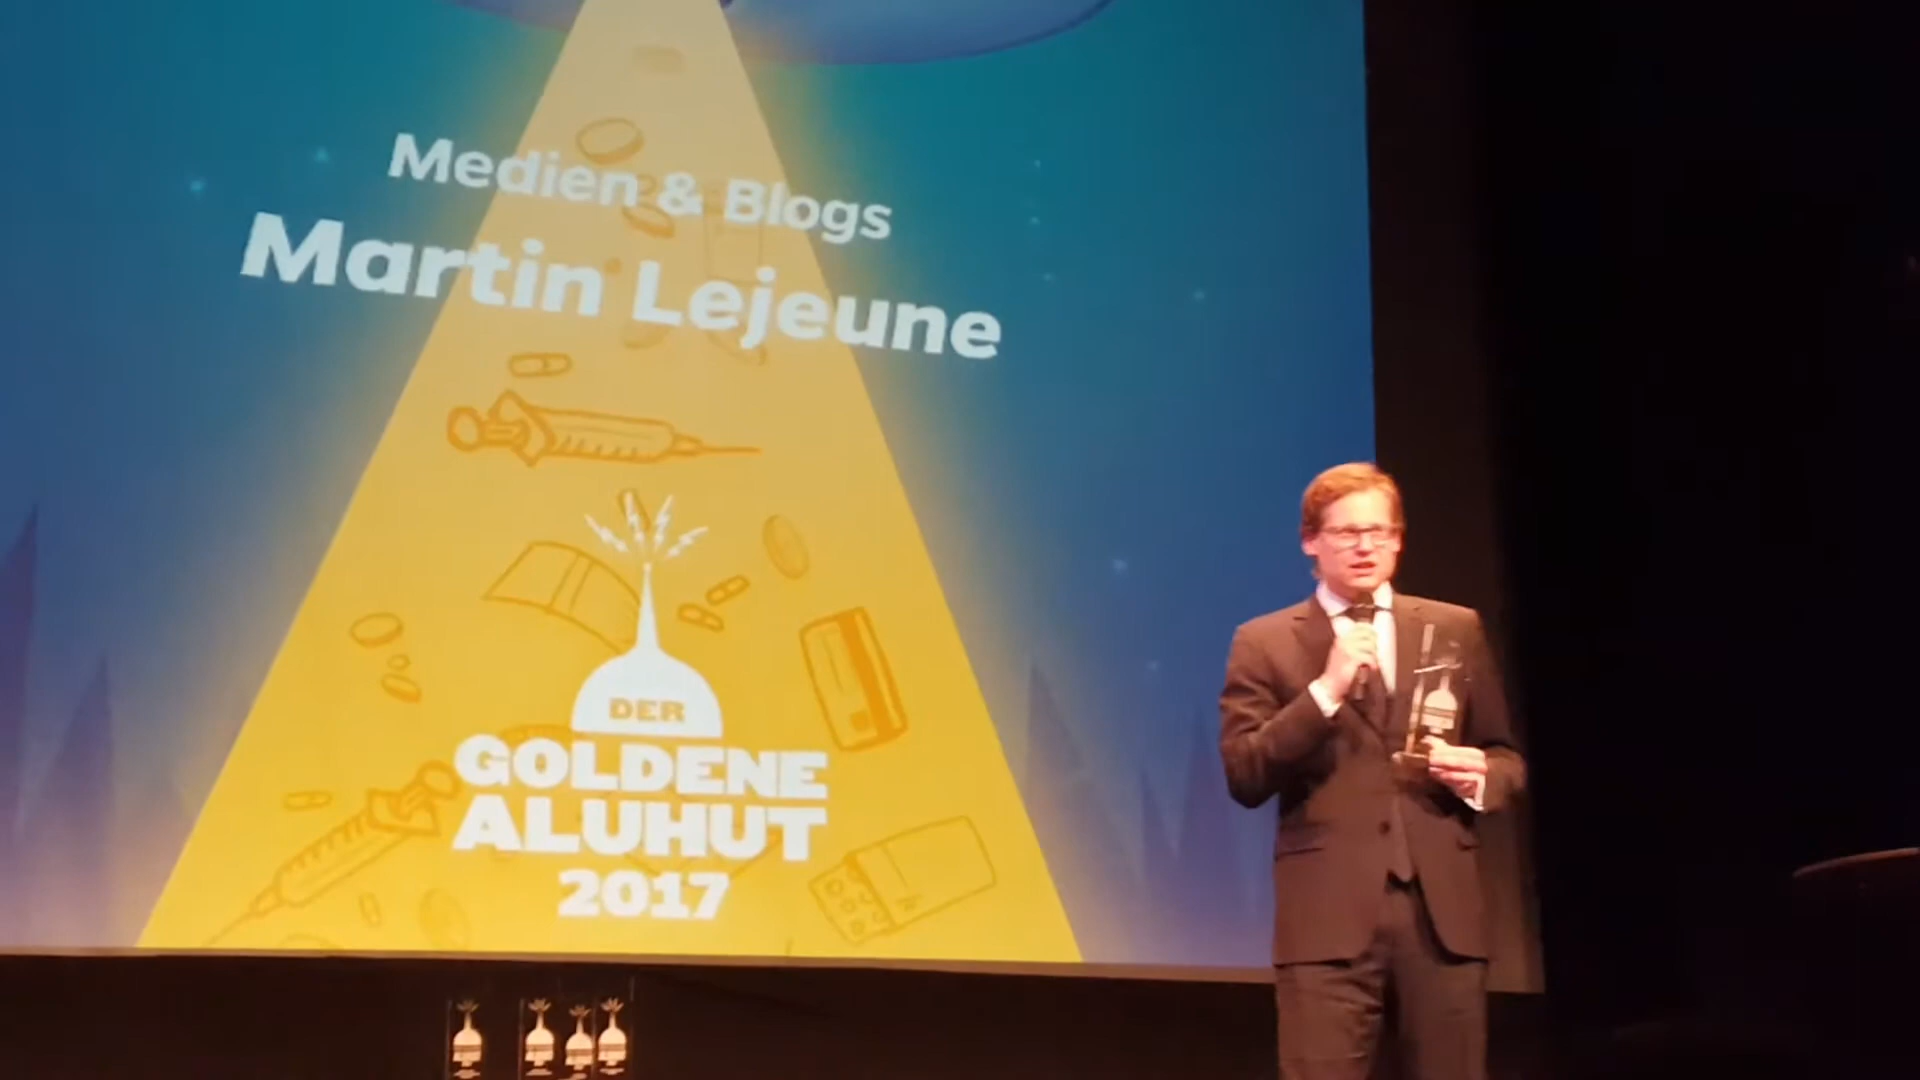 Medien & Blogs
Martin Lejeune
DER
GOLDENE
ALUHUT
2017